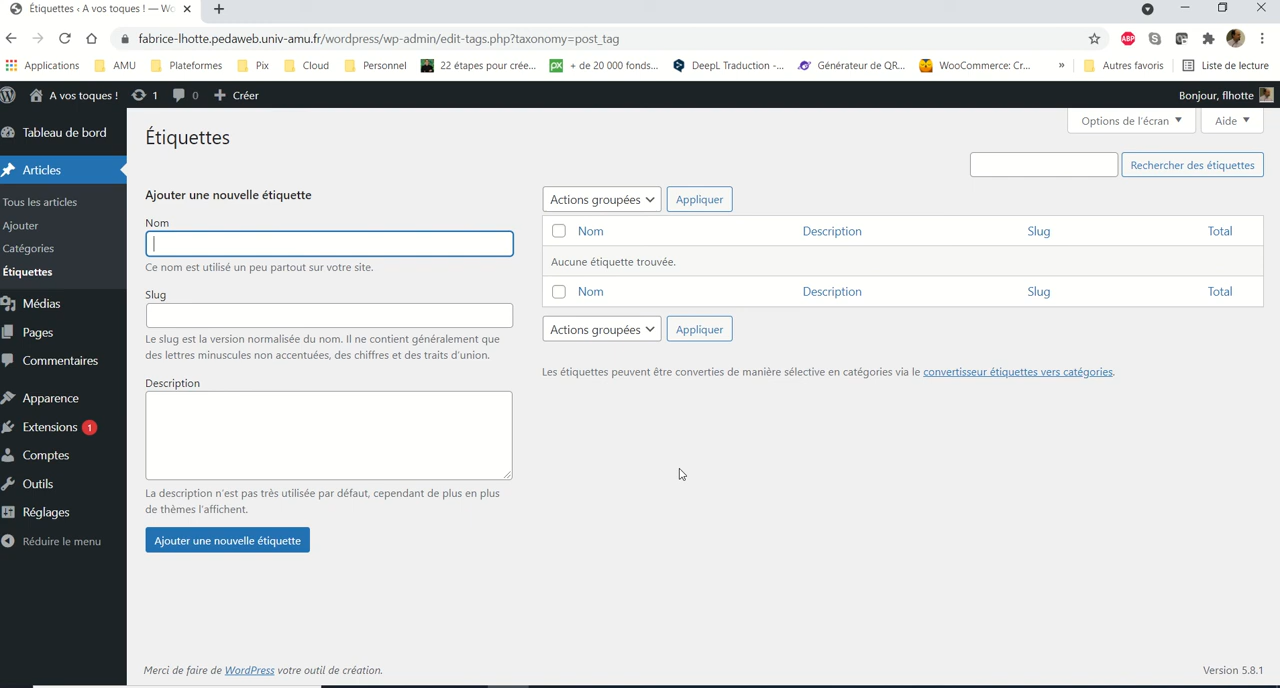 Étiquettes ‹ A vos toques ! — Wo
fabrice-lhotte.pedaweb.univ-amu.fr/wordpress/wp-admin/edit-tags.php?taxonomy=post_tag
ABP
Applications AMU Plateformes Pix Cloud Personnel 22 étapes pour crée... + de 20 000 fonds... DeepL Traduction -... Générateur de QR... WooCommerce: Cr... » Autres favoris Liste de lecture
A vos toques ! 1 0 Créer Bonjour, flhotte
Options de l'écran Aide
Tableau de bord
Articles
Tous les articles
Ajouter
Catégories
Étiquettes
Médias
Pages
Commentaires
Apparence
Extensions 1
Comptes
Outils
Réglages
Réduire le menu
Étiquettes
Rechercher des étiquettes
Ajouter une nouvelle étiquette
Nom
Ce nom est utilisé un peu partout sur votre site.
Slug
Le slug est la version normalisée du nom. Il ne contient généralement que
des lettres minuscules non accentuées, des chiffres et des traits d'union.
Description
La description n'est pas très utilisée par défaut, cependant de plus en plus
de thèmes l'affichent.
Ajouter une nouvelle étiquette
Actions groupées Appliquer
Nom Description Slug Total
Aucune étiquette trouvée.
Nom Description Slug Total
Actions groupées Appliquer
Les étiquettes peuvent être converties de manière sélective en catégories via le convertisseur étiquettes vers catégories.
Merci de faire de WordPress votre outil de création. Version 5.8.1